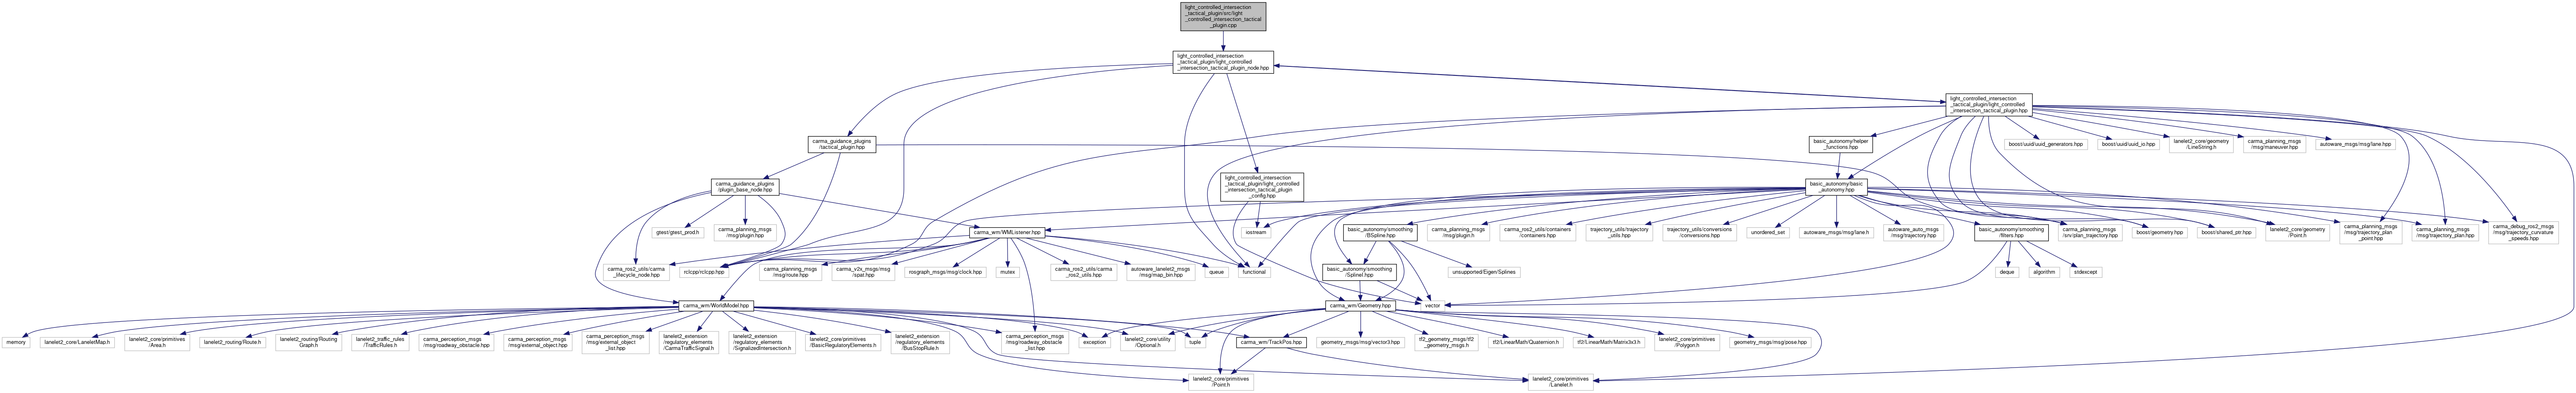 light_controlled_intersection
_tactical_plugin/src/light
_controlled_intersection_tactical
_plugin.cpp
light_controlled_intersection
_tactical_plugin/light_controlled
_intersection_tactical_plugin_node.hpp
light_controlled_intersection
_tactical_plugin/light_controlled
_intersection_tactical_plugin.hpp
carma_guidance_plugins
/tactical_plugin.hpp
basic_autonomy/helper
_functions.hpp
boost/uuid/uuid_generators.hpp
boost/uuid/uuid_io.hpp
lanelet2_core/geometry
/LineString.h
carma_planning_msgs
/msg/maneuver.hpp
autoware_msgs/msg/lane.hpp
carma_guidance_plugins
/plugin_base_node.hpp
light_controlled_intersection
_tactical_plugin/light_controlled
_intersection_tactical_plugin
_config.hpp
basic_autonomy/basic
_autonomy.hpp
gtest/gtest_prod.h
carma_planning_msgs
/msg/plugin.hpp
carma_wm/WMListener.hpp
iostream
basic_autonomy/smoothing
/BSpline.hpp
carma_planning_msgs
/msg/plugin.h
carma_ros2_utils/containers
/containers.hpp
trajectory_utils/trajectory
_utils.hpp
trajectory_utils/conversions
/conversions.hpp
unordered_set
autoware_msgs/msg/lane.h
autoware_auto_msgs
/msg/trajectory.hpp
basic_autonomy/smoothing
/filters.hpp
carma_planning_msgs
/srv/plan_trajectory.hpp
boost/geometry.hpp
boost/shared_ptr.hpp
lanelet2_core/geometry
/Point.h
carma_planning_msgs
/msg/trajectory_plan
_point.hpp
carma_planning_msgs
/msg/trajectory_plan.hpp
carma_debug_ros2_msgs
/msg/trajectory_curvature
_speeds.hpp
carma_ros2_utils/carma
_lifecycle_node.hpp
rclcpp/rclcpp.hpp
carma_planning_msgs
/msg/route.hpp
carma_v2x_msgs/msg
/spat.hpp
rosgraph_msgs/msg/clock.hpp
mutex
carma_ros2_utils/carma
_ros2_utils.hpp
autoware_lanelet2_msgs
/msg/map_bin.hpp
queue
functional
basic_autonomy/smoothing
/SplineI.hpp
unsupported/Eigen/Splines
deque
algorithm
stdexcept
carma_wm/WorldModel.hpp
carma_wm/Geometry.hpp
vector
memory
lanelet2_core/LaneletMap.h
lanelet2_core/primitives
/Area.h
lanelet2_routing/Route.h
lanelet2_routing/Routing
Graph.h
lanelet2_traffic_rules
/TrafficRules.h
carma_perception_msgs
/msg/roadway_obstacle.hpp
carma_perception_msgs
/msg/external_object.hpp
carma_perception_msgs
/msg/external_object
_list.hpp
lanelet2_extension
/regulatory_elements
/CarmaTrafficSignal.h
lanelet2_extension
/regulatory_elements
/SignalizedIntersection.h
lanelet2_core/primitives
/BasicRegulatoryElements.h
lanelet2_extension
/regulatory_elements
/BusStopRule.h
carma_perception_msgs
/msg/roadway_obstacle
_list.hpp
exception
lanelet2_core/utility
/Optional.h
tuple
carma_wm/TrackPos.hpp
geometry_msgs/msg/vector3.hpp
tf2_geometry_msgs/tf2
_geometry_msgs.h
tf2/LinearMath/Quaternion.h
tf2/LinearMath/Matrix3x3.h
lanelet2_core/primitives
/Polygon.h
geometry_msgs/msg/pose.hpp
lanelet2_core/primitives
/Point.h
lanelet2_core/primitives
/Lanelet.h